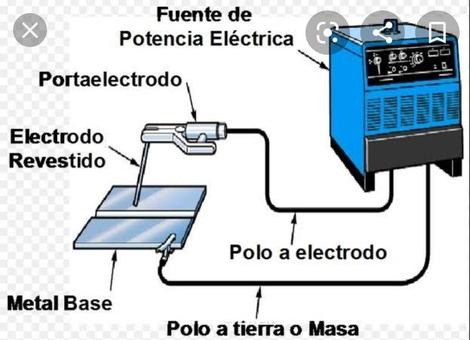 Fuente de
Potencia Eléctrica
Portaelectrodo
Electrodo
Revestido
Polo a electrodo
Metal Base
Polo a tierra o Masa